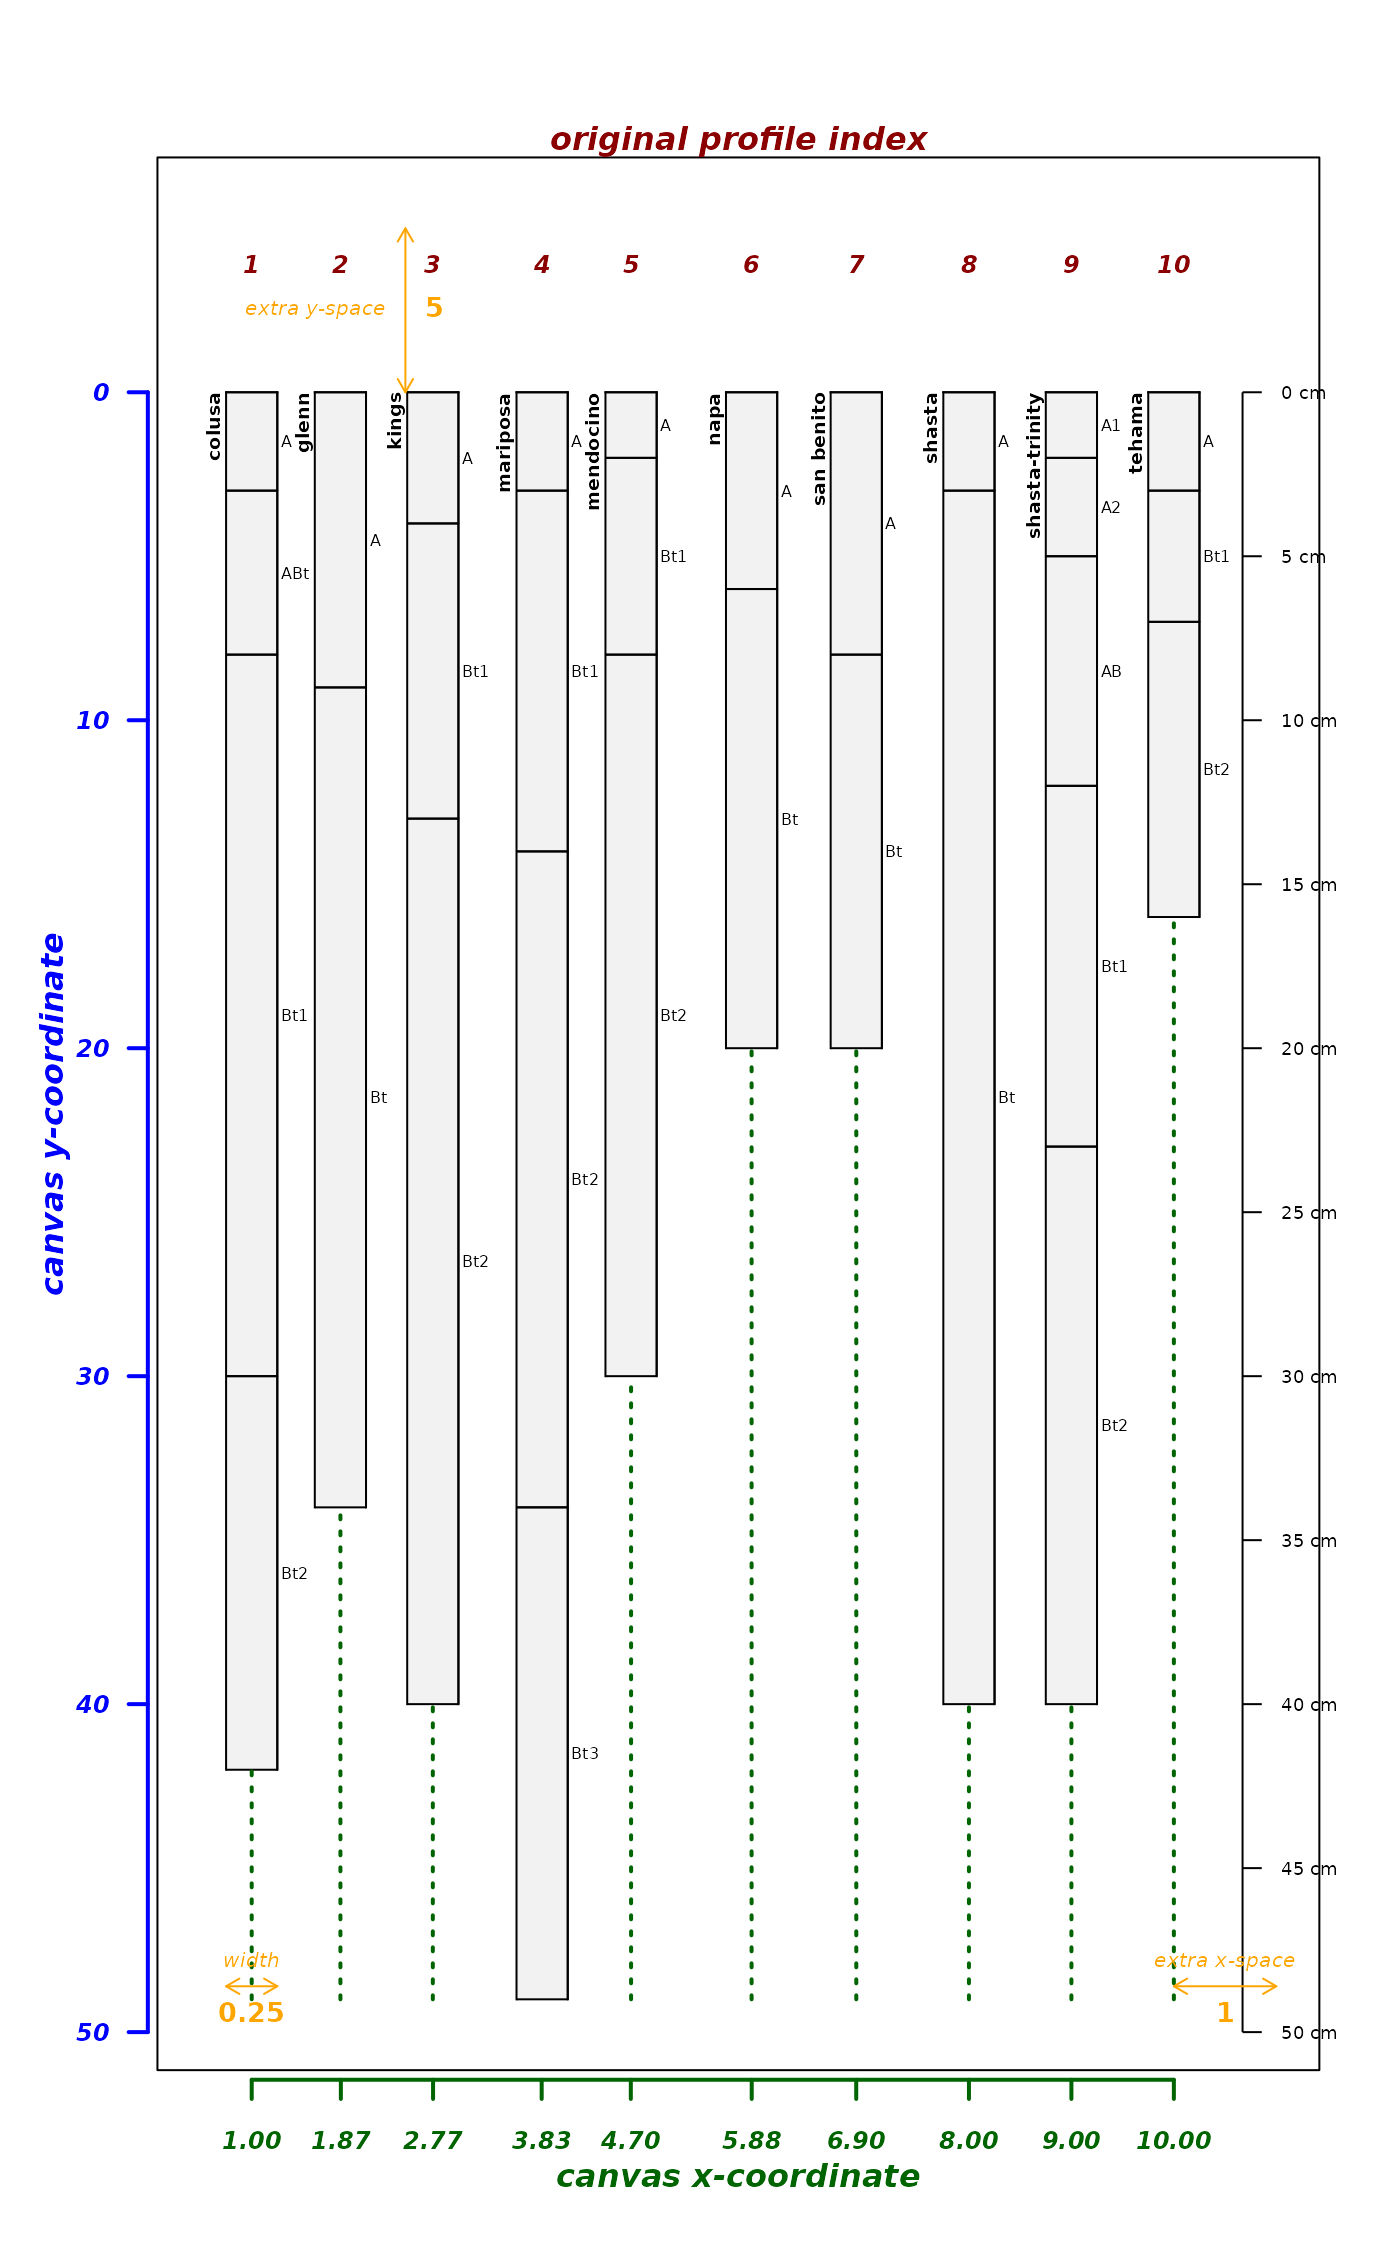 original profile index
1 2 3 4 5 6 7 8 9 10
extra y-space 5
colusa glenn kings mariposa mendocino napa san benito shasta shasta-trinity tehama
canvas y-coordinate
0
10
20
30
40
50
A
ABt
Bt1
Bt2
A
Bt
A
Bt1
Bt2
A
Bt1
Bt2
Bt3
A
Bt1
Bt2
A
Bt
A
Bt
A
Bt
A1
A2
AB
Bt1
Bt2
A
Bt1
Bt2
0 cm
5 cm
10 cm
15 cm
20 cm
25 cm
30 cm
35 cm
40 cm
45 cm
50 cm
width
0.25
extra x-space
1
1.00 1.87 2.77 3.83 4.70 5.88 6.90 8.00 9.00 10.00
canvas x-coordinate